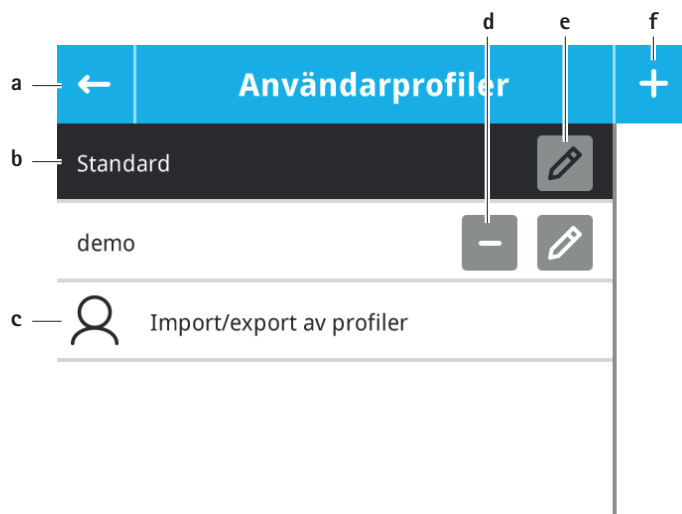 d e f
a Användarprofiler
b Standard
demo
c Import/export av profiler